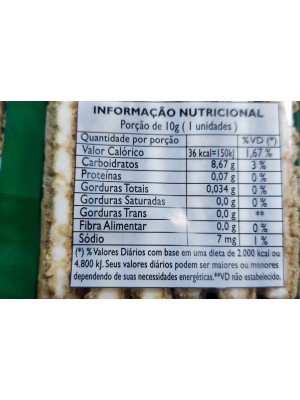 INFORMAÇÃO NUTRICIONAL
Porção de 10g ( 1 unidades )
Quantidade por porção %VD (*)
Valor Calórico 36 kcal=150kj 1,67 %
Carboidratos 8,67 g 3 %
Proteínas 0,07 g 0 %
Gorduras Totais 0,034 g 0 %
Gorduras Saturadas 0,0 g 0 %
Gorduras Trans 0,0 g **
Fibra Alimentar 0,0 g 0 %
Sódio 7 mg 1 %
(*) % Valores Diários com base em uma dieta de 2.000 kcal ou
4.800 kJ. Seus valores diários podem ser maiores ou menores
dependendo de suas necessidades energéticas.**VD não estabelecido.